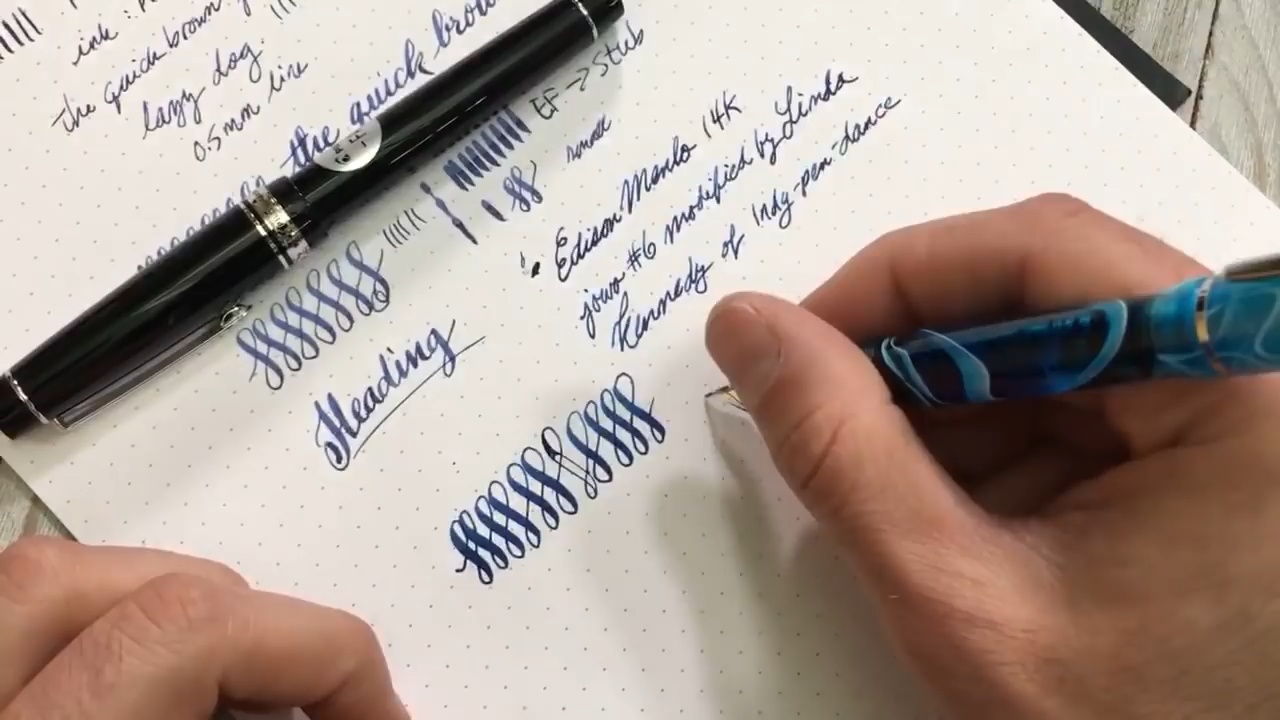 ink :
the quick brown
lazy dog.
0.5mm line
the quick brow
EF → Stub
smooth
Edison Menlo 14K
jowo #6 modified by Linda
Kennedy of Indy-pen-dance
Heading